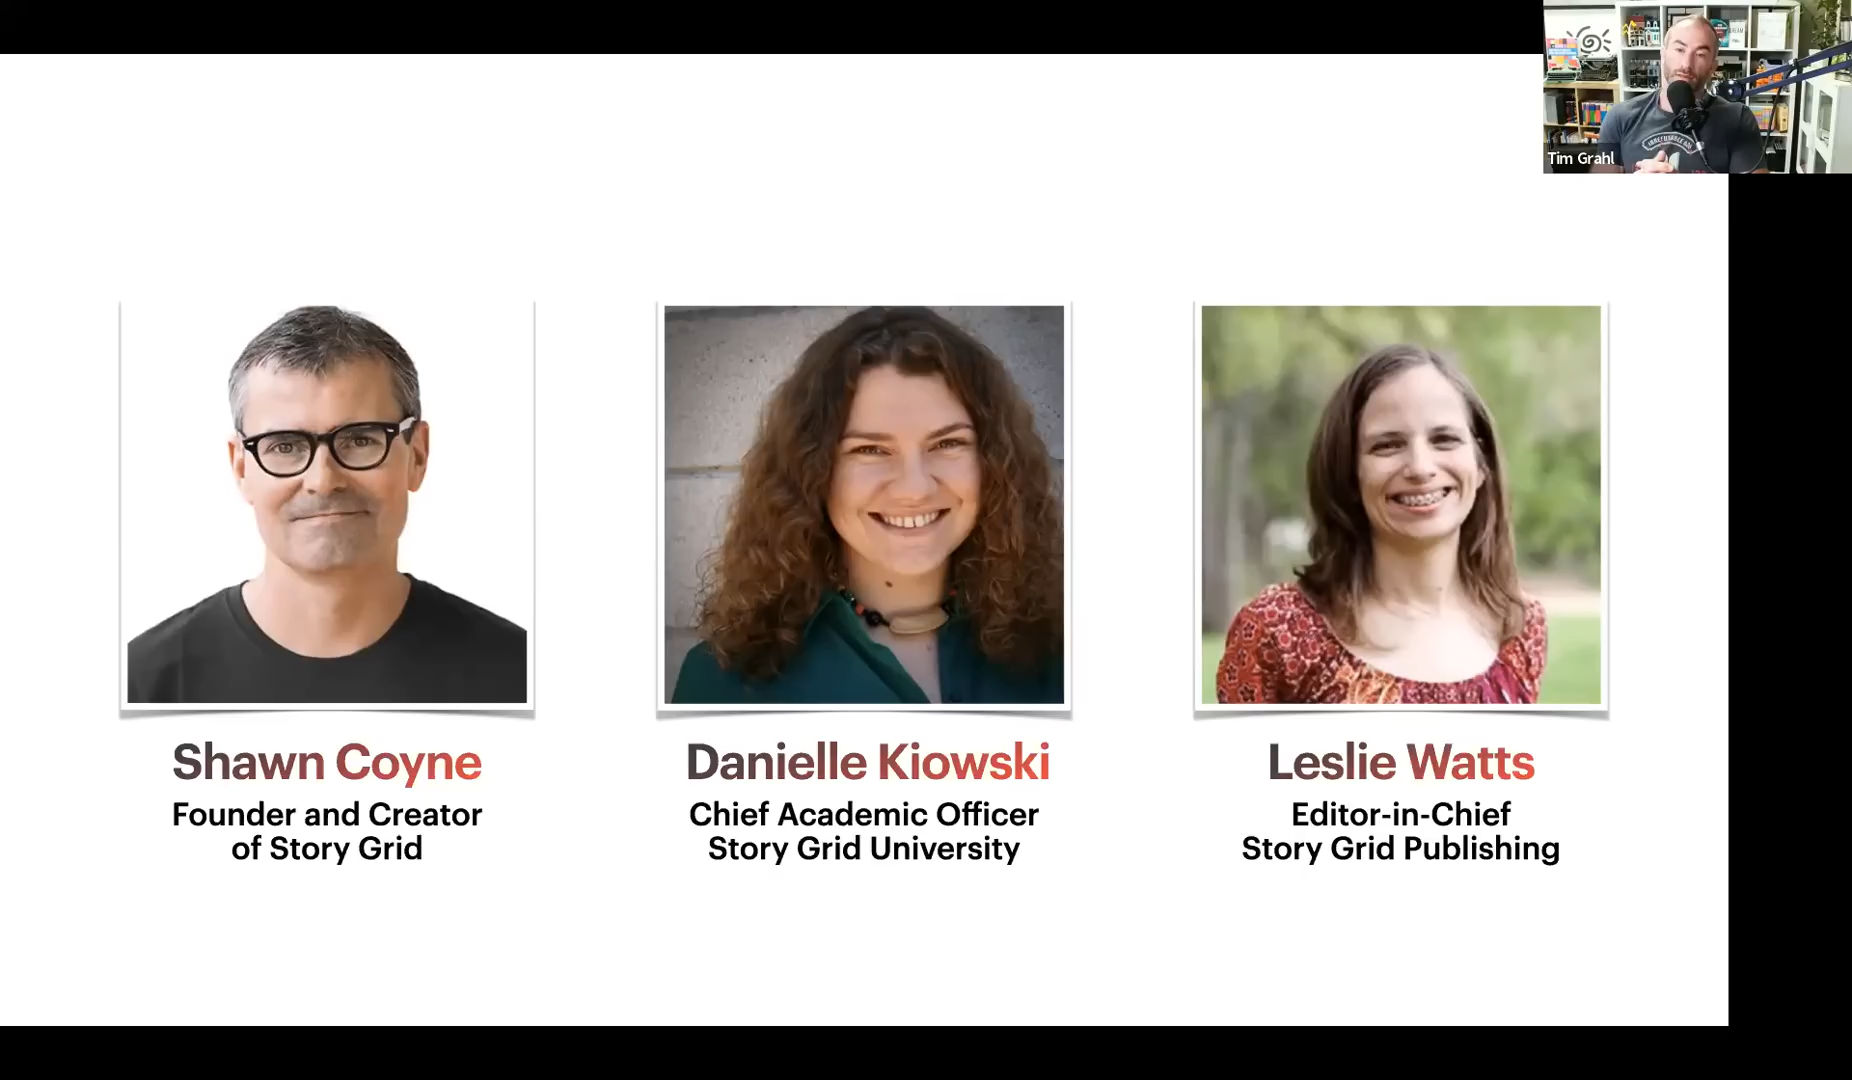 Tim Grahl
Shawn Coyne
Founder and Creator
of Story Grid
Danielle Kiowski
Chief Academic Officer
Story Grid University
Leslie Watts
Editor-in-Chief
Story Grid Publishing